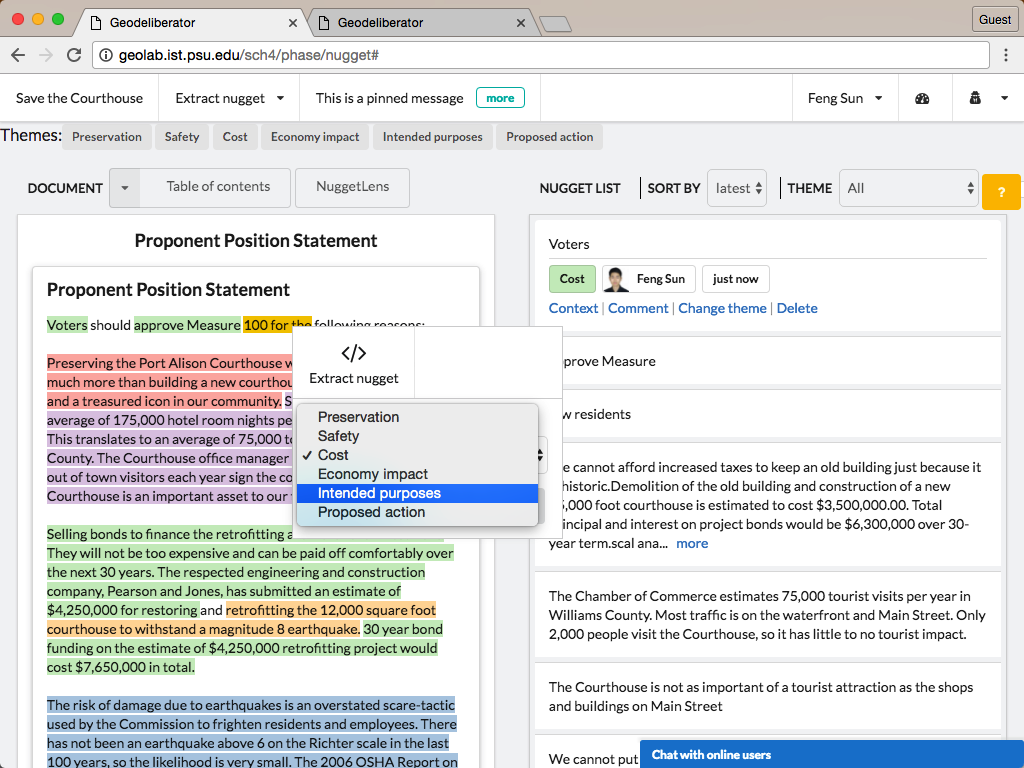 Geodeliberator
Geodeliberator
Guest
geolab.ist.psu.edu/sch4/phase/nugget#
Save the Courthouse
Extract nugget
This is a pinned message
more
Feng Sun
Themes:
Preservation
Safety
Cost
Economy impact
Intended purposes
Proposed action
DOCUMENT
Table of contents
NuggetLens
NUGGET LIST
SORT BY
latest
THEME
All
?
Proponent Position Statement
Proponent Position Statement
Voters should approve Measure 100 for the following reasons:
Preserving the Port Alison Courthouse w
much more than building a new courthou
and a treasured icon in our community. S
average of 175,000 hotel room nights pe
This translates to an average of 75,000 to
County. The Courthouse office manager
out of town visitors each year sign the co
Courthouse is an important asset to our
Selling bonds to finance the retrofitting a
They will not be too expensive and can be paid off comfortably over
the next 30 years. The respected engineering and construction
company, Pearson and Jones, has submitted an estimate of
$4,250,000 for restoring and retrofitting the 12,000 square foot
courthouse to withstand a magnitude 8 earthquake. 30 year bond
funding on the estimate of $4,250,000 retrofitting project would
cost $7,650,000 in total.
The risk of damage due to earthquakes is an overstated scare-tactic
used by the Commission to frighten residents and employees. There
has not been an earthquake above 6 on the Richter scale in the last
100 years, so the likelihood is very small. The 2006 OSHA Report on
</> 
Extract nugget
Preservation
Safety
✓ Cost
Economy impact
Intended purposes
Proposed action
Voters
Cost
Feng Sun
just now
Context | Comment | Change theme | Delete
prove Measure
w residents
e cannot afford increased taxes to keep an old building just because it
historic.Demolition of the old building and construction of a new
,000 foot courthouse is estimated to cost $3,500,000.00. Total
incipal and interest on project bonds would be $6,300,000 over 30-
year term.scal ana... more
The Chamber of Commerce estimates 75,000 tourist visits per year in
Williams County. Most traffic is on the waterfront and Main Street. Only
2,000 people visit the Courthouse, so it has little to no tourist impact.
The Courthouse is not as important of a tourist attraction as the shops
and buildings on Main Street
We cannot put
Chat with online users